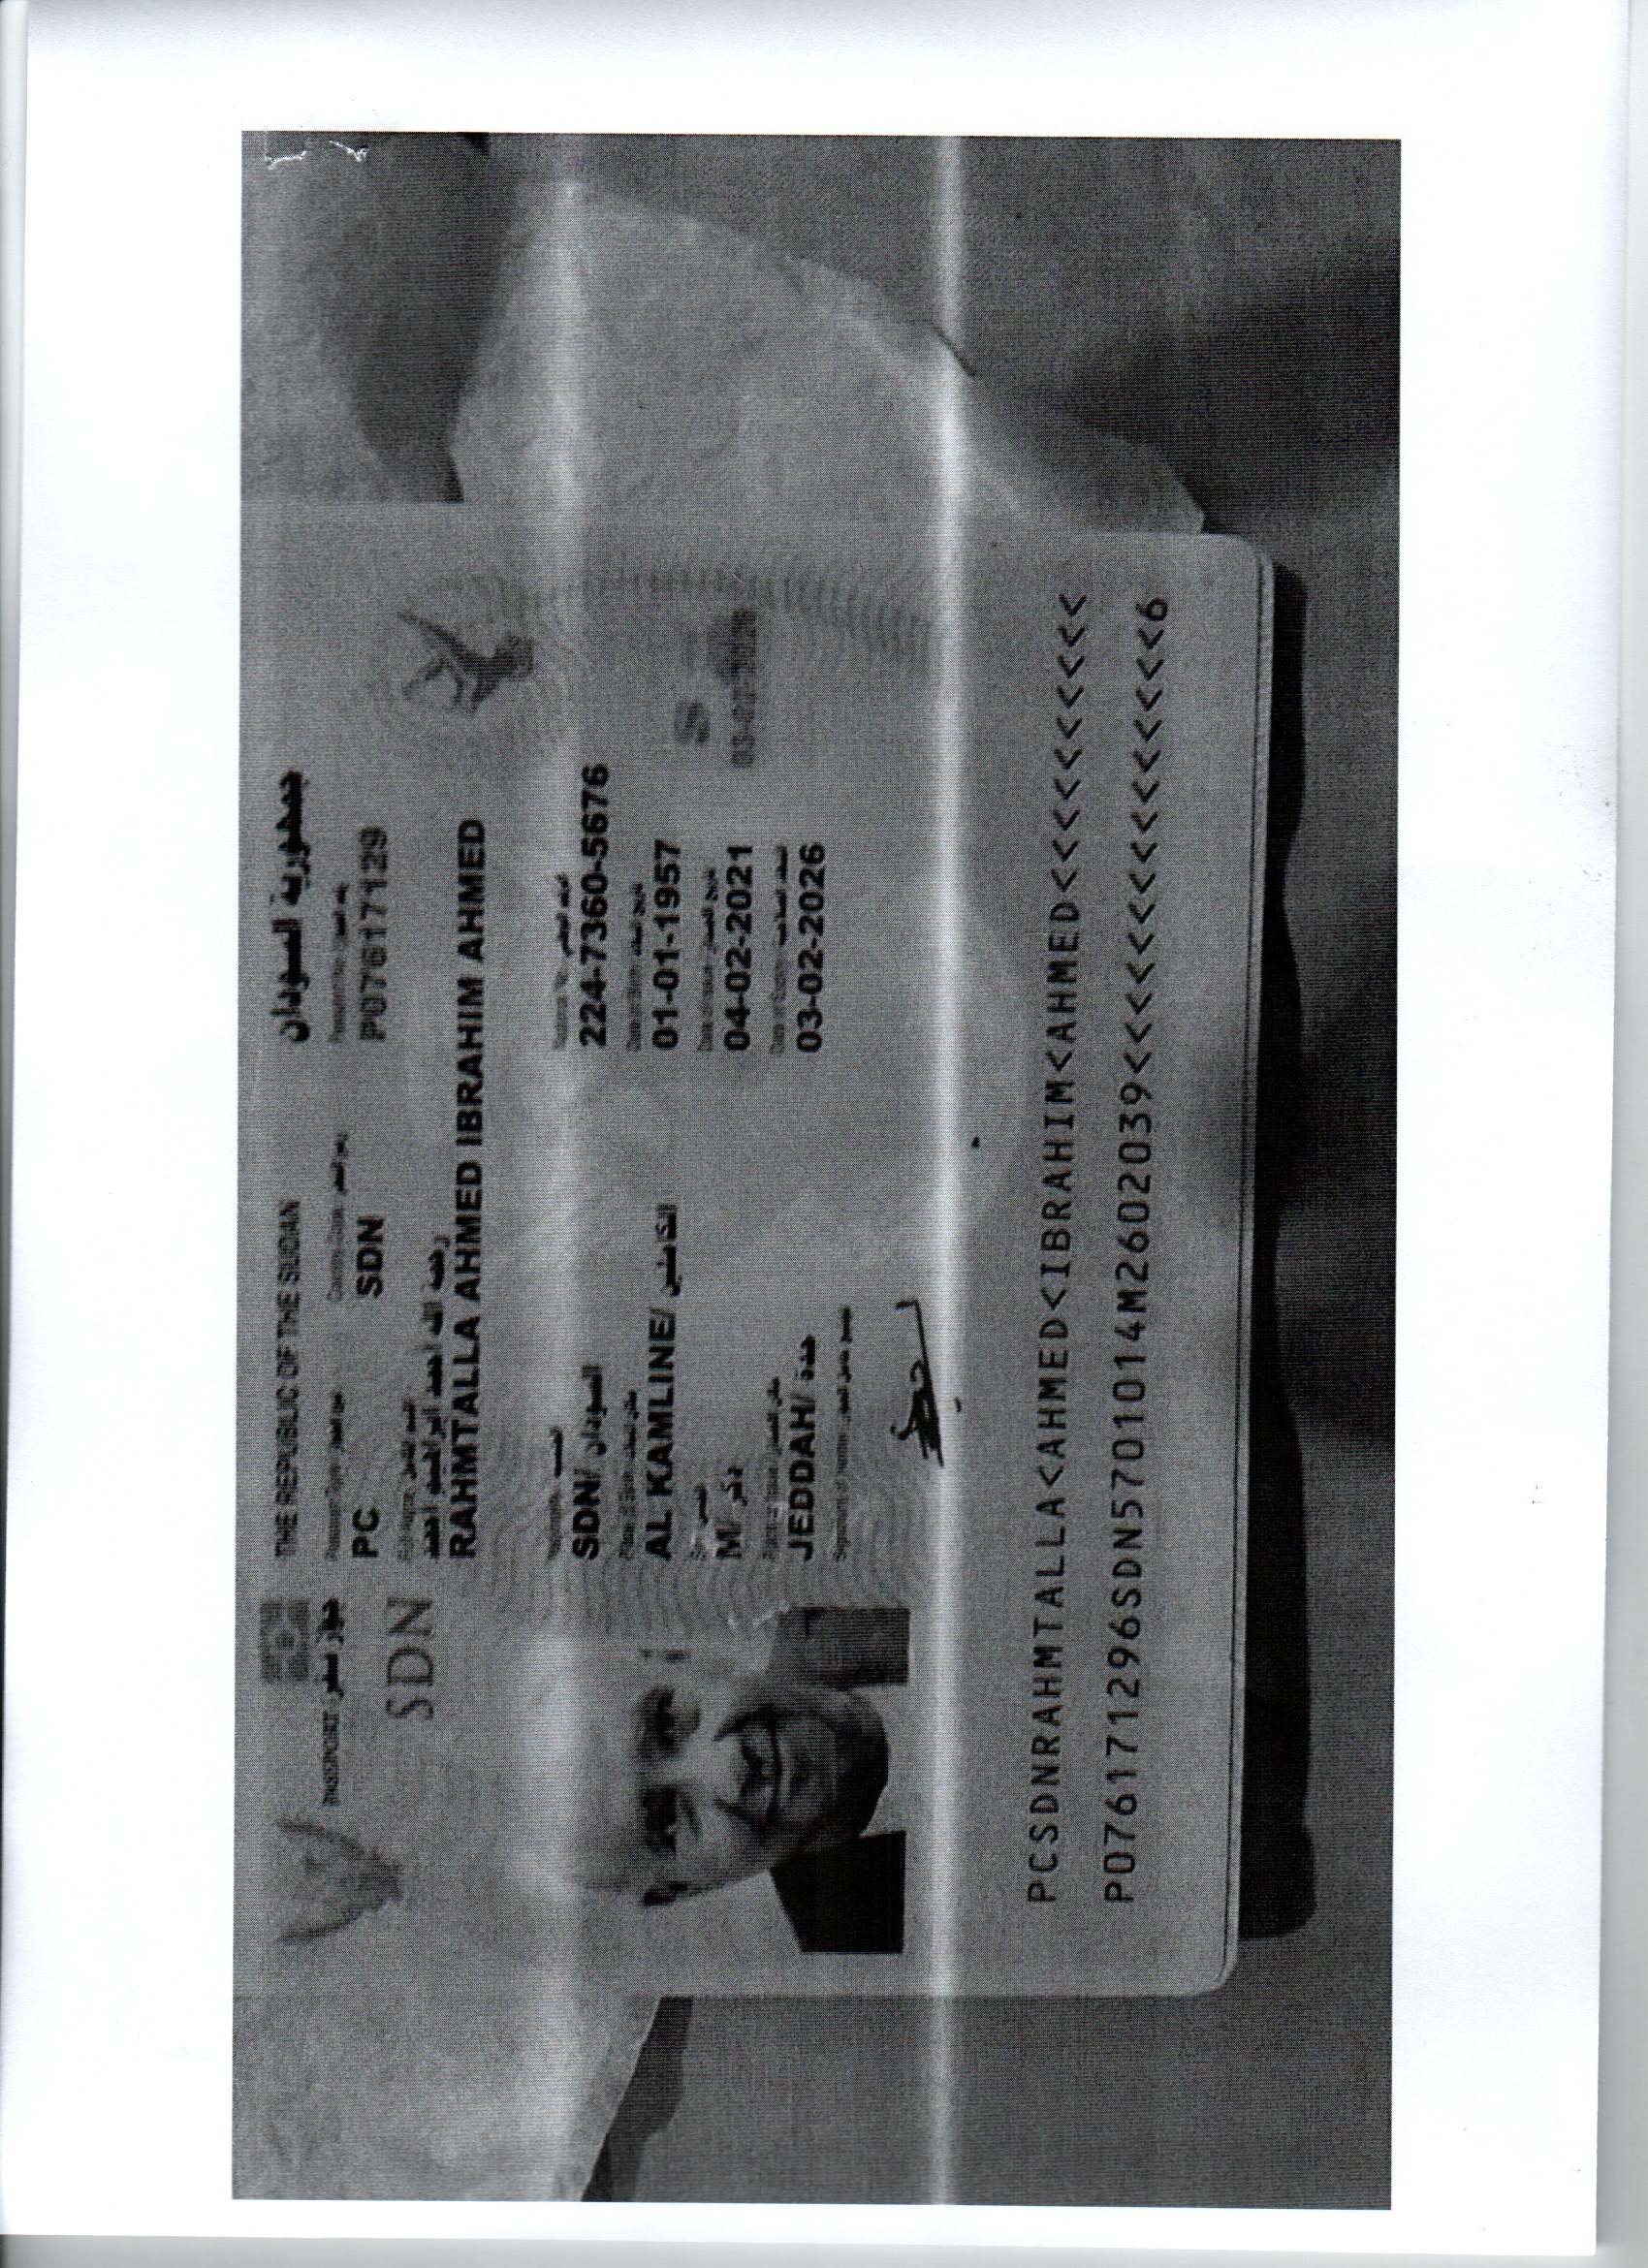 THE REPUBLIC OF THE SUDAN جمهورية السودان
PASSPORT جواز سفر
PC SDN P07617129
SDN
رحمة الله احمد ابراهيم احمد
RAHMTALLA AHMED IBRAHIM AHMED
SDN/ السودان 224-7360-5676
AL KAMLINE/ الكاملين 01-01-1957
M/ ذكر 04-02-2021
JEDDAH/ جدة 03-02-2026
PCSDNRAHMTALLA<AHMED<IBRAHIM<AHMED<<<<<<<<<<
P076171296SDN5701014M2602039<<<<<<<<<<<<<<<6